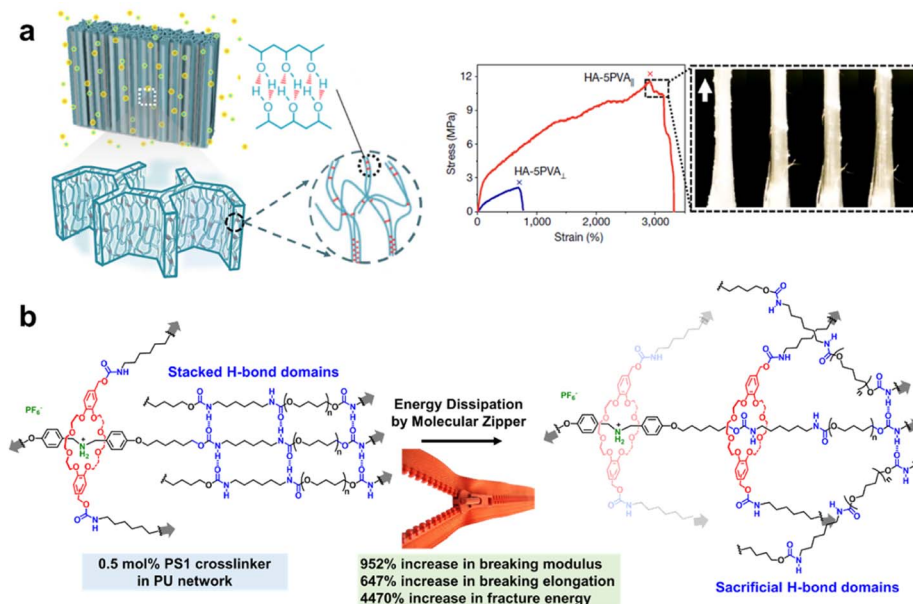 a
12
9
6
3
0
Stress (MPa)
HA-5PVA∥
HA-5PVA⊥
0
1,000
2,000
3,000
Strain (%)
b
Stacked H-bond domains
PF₆⁻
Energy Dissipation
by Molecular Zipper
PF₆⁻
0.5 mol% PS1 crosslinker
in PU network
952% increase in breaking modulus
647% increase in breaking elongation
4470% increase in fracture energy
Sacrificial H-bond domains